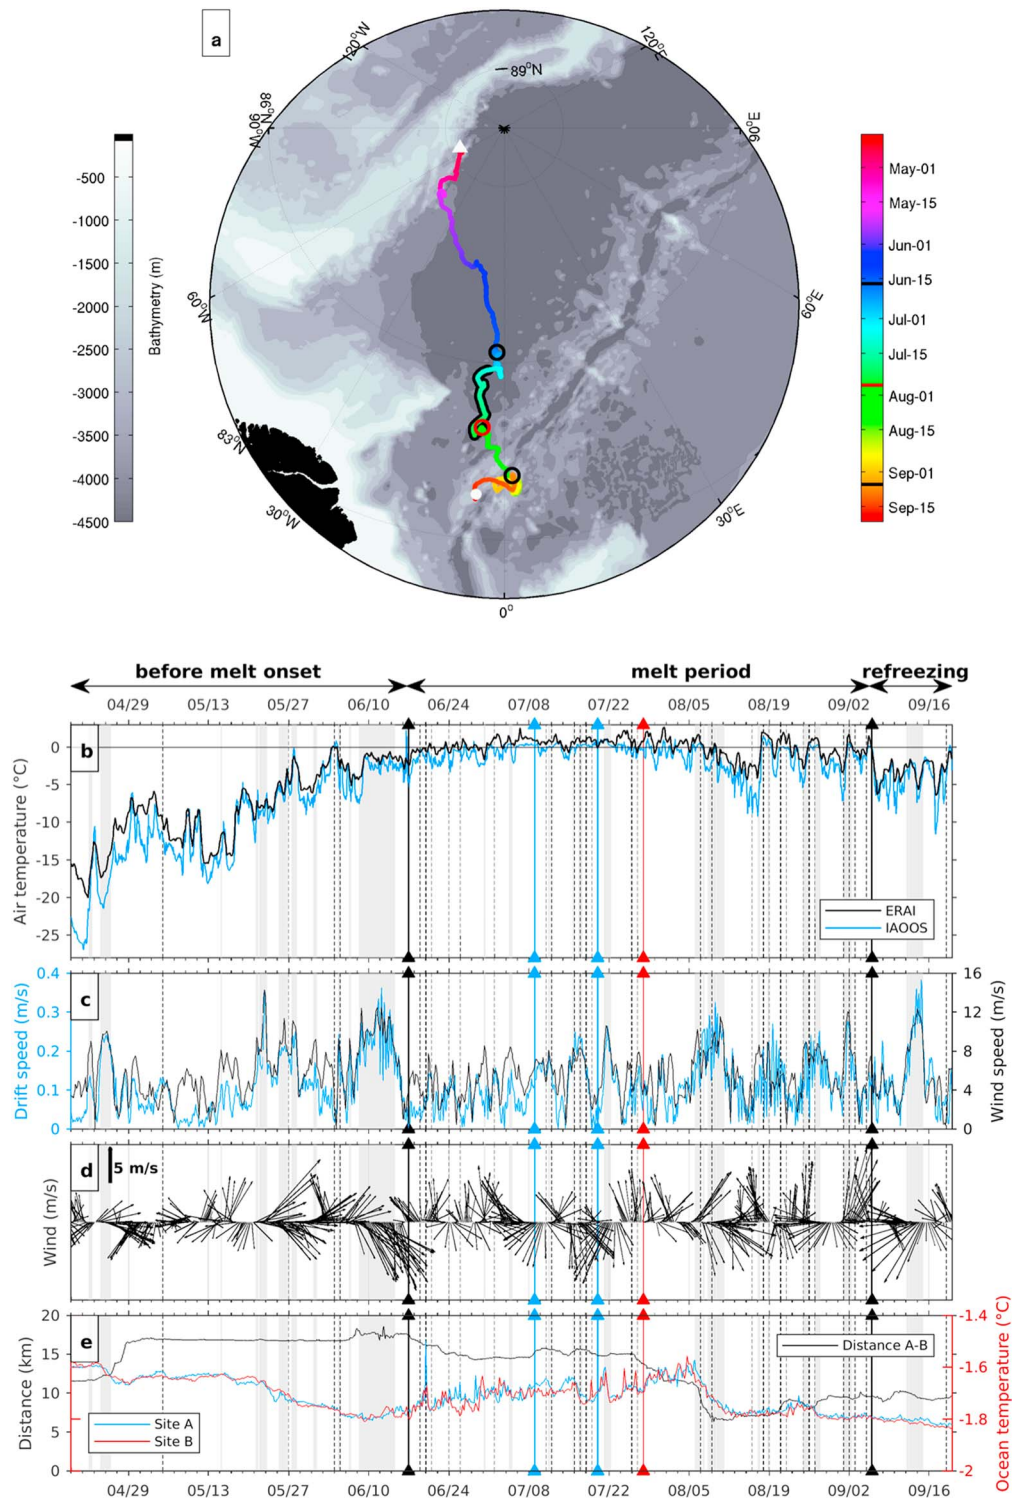 a
120°W
120°E
89°N
86°N
90°W
90°E
-500
-1000
-1500
-2000
-2500
-3000
-3500
-4000
-4500
Bathymetry (m)
60°W
60°E
83°N
30°W
30°E
0°
May-01
May-15
Jun-01
Jun-15
Jul-01
Jul-15
Aug-01
Aug-15
Sep-01
Sep-15
before melt onset melt period refreezing
04/29 05/13 05/27 06/10 06/24 07/08 07/22 08/05 08/19 09/02 09/16
b
Air temperature (°C)
0
-5
-10
-15
-20
-25
ERAI
IAOOS
c
Drift speed (m/s)
0.4
0.3
0.2
0.1
0
16
12
8
4
0
Wind speed (m/s)
d
5 m/s
Wind (m/s)
e
Distance (km)
20
15
10
5
0
Distance A-B
Site A
Site B
-1.4
-1.6
-1.8
-2
Ocean temperature (°C)
04/29 05/13 05/27 06/10 06/24 07/08 07/22 08/05 08/19 09/02 09/16